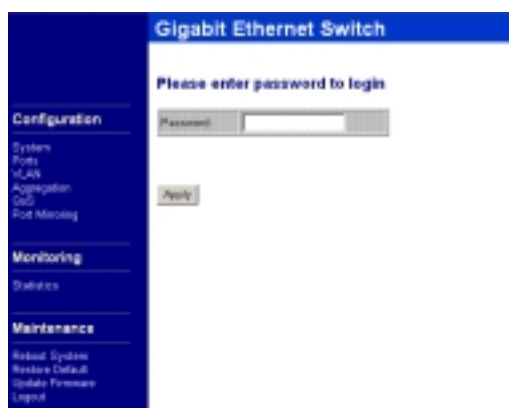 Gigabit Ethernet Switch
Please enter password to login
Password:
Apply
Configuration
System
Ports
VLAN
Aggregation
QoS
Port Mirroring
Monitoring
Statistics
Maintenance
Reboot System
Restore Default
Update Firmware
Logout